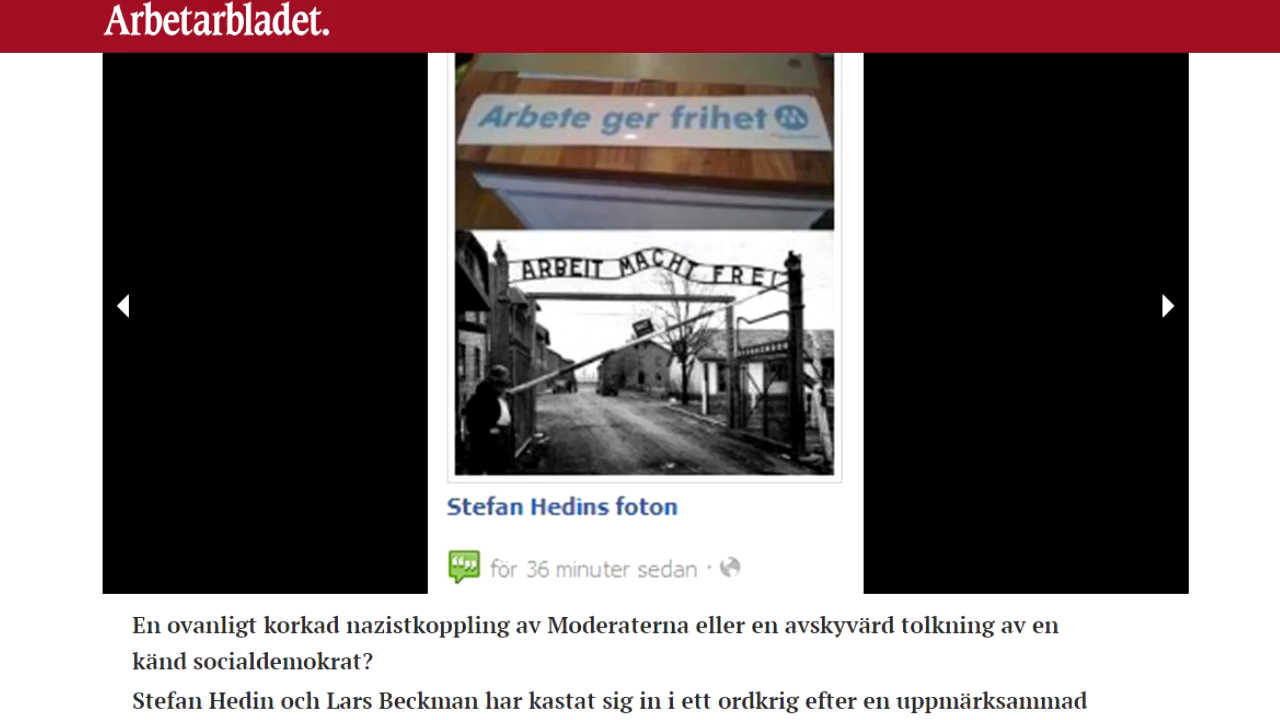 Arbetarbladet.
Arbete ger frihet M
ARBEIT MACHT FREI
Stefan Hedins foton
för 36 minuter sedan ·
En ovanligt korkad nazistkoppling av Moderaterna eller en avskyvärd tolkning av en
känd socialdemokrat?
Stefan Hedin och Lars Beckman har kastat sig in i ett ordkrig efter en uppmärksammad